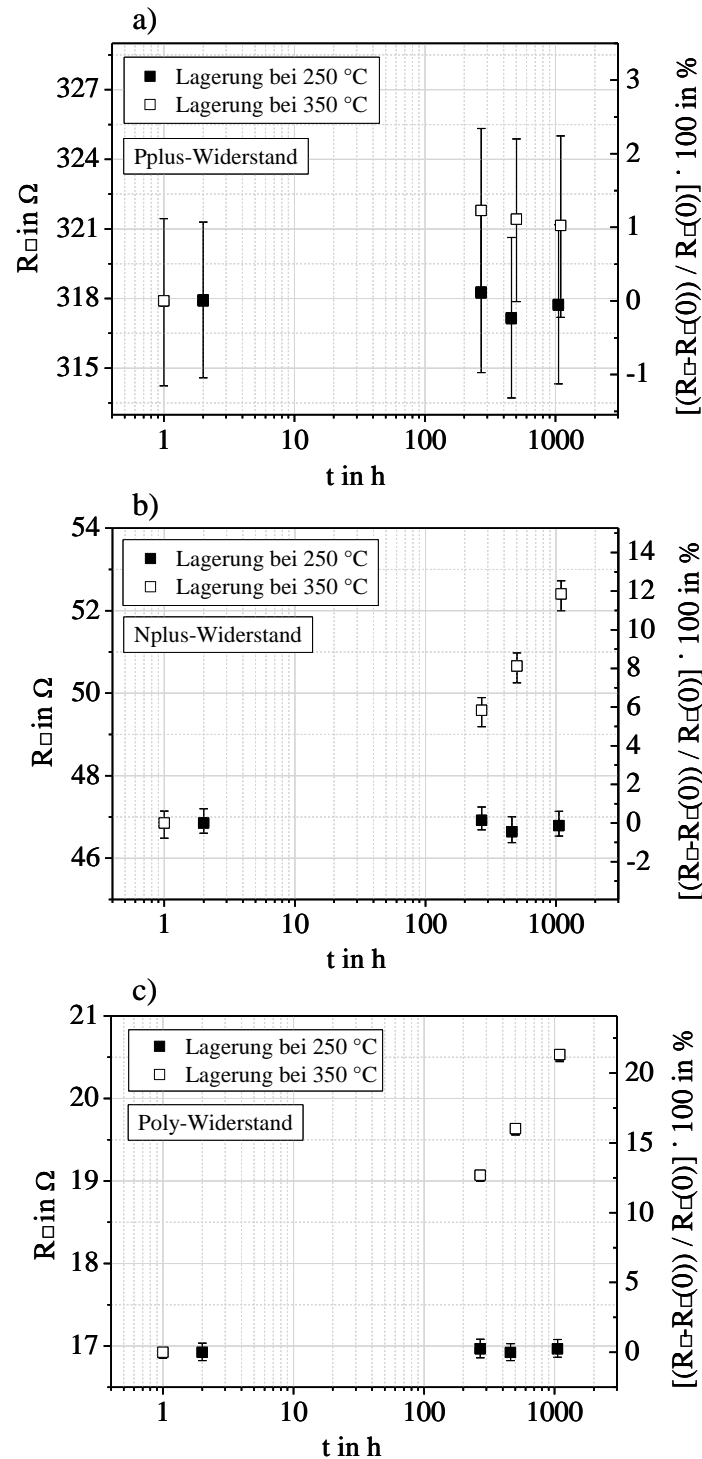 a)
Lagerung bei 250 °C
Lagerung bei 350 °C
Pplus-Widerstand
327
324
321
318
315
R□ in Ω
3
2
1
0
-1
[(R□-R□(0)) / R□(0)] · 100 in %
1
10
100
1000
t in h
b)
Lagerung bei 250 °C
Lagerung bei 350 °C
Nplus-Widerstand
54
52
50
48
46
R□ in Ω
14
12
10
8
6
4
2
0
-2
[(R□-R□(0)) / R□(0)] · 100 in %
1
10
100
1000
t in h
c)
Lagerung bei 250 °C
Lagerung bei 350 °C
Poly-Widerstand
21
20
19
18
17
R□ in Ω
20
15
10
5
0
[(R□-R□(0)) / R□(0)] · 100 in %
1
10
100
1000
t in h